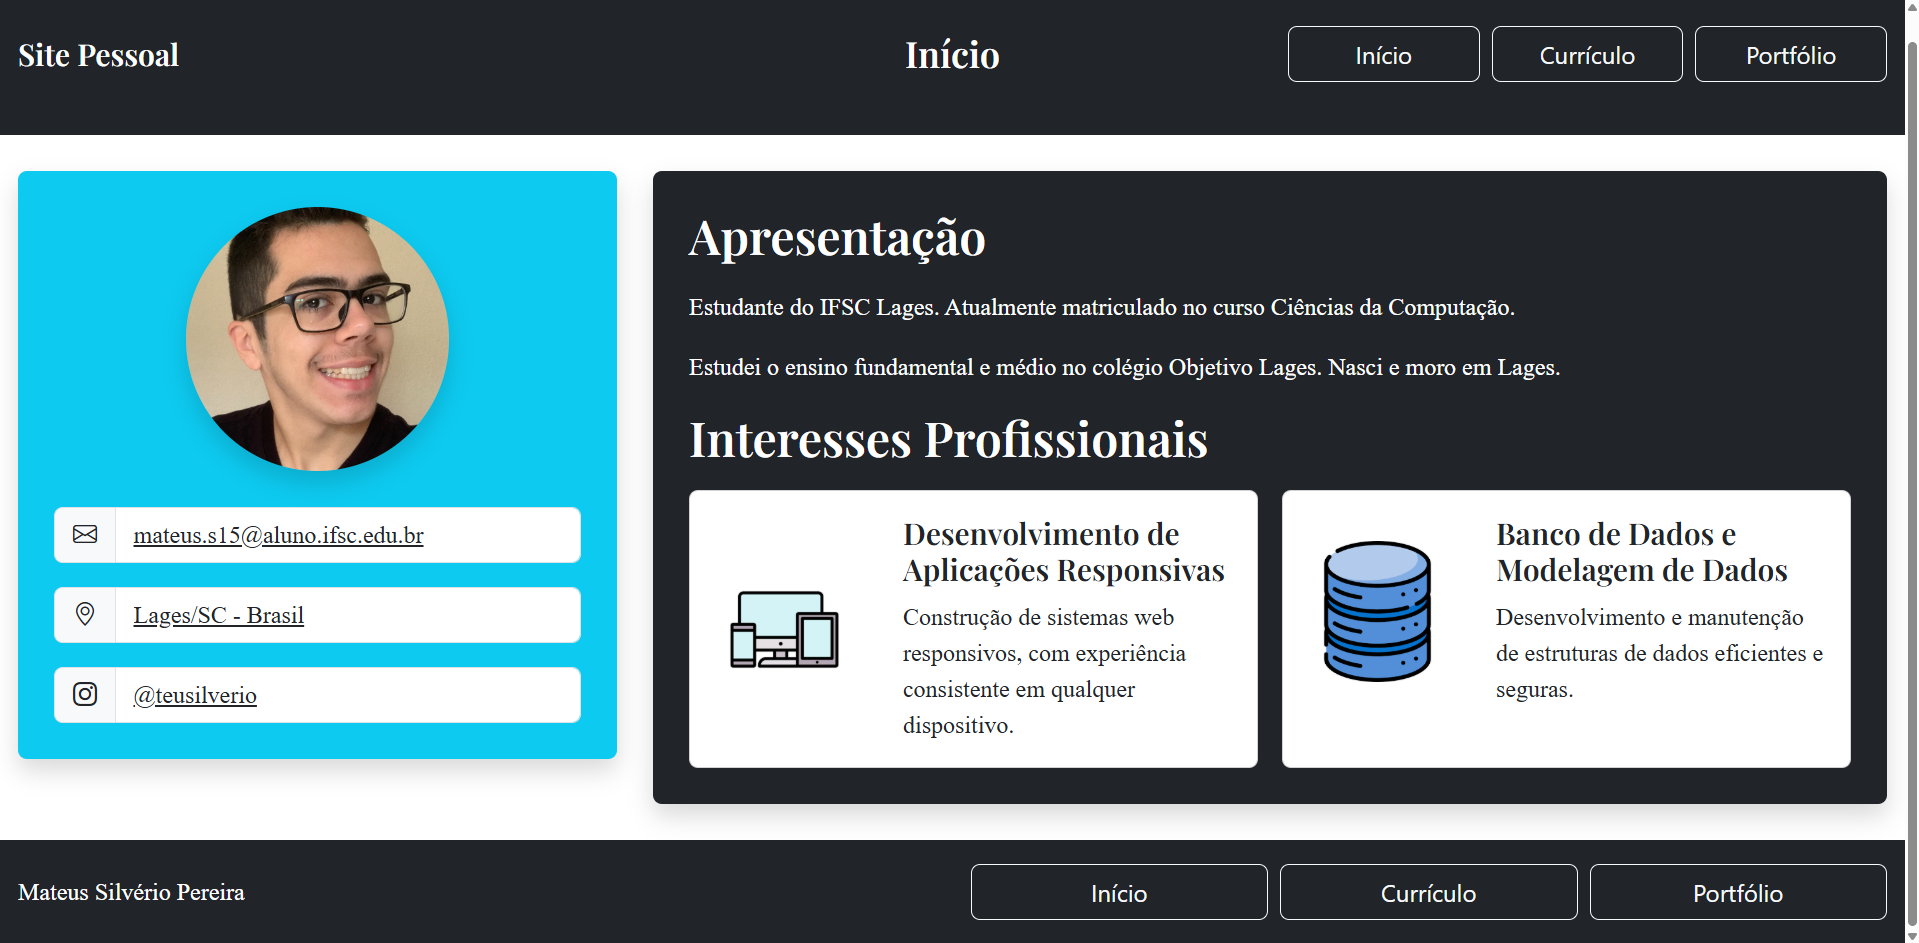 Site Pessoal
Início
Início
Currículo
Portfólio
mateus.s15@aluno.ifsc.edu.br
Lages/SC - Brasil
@teusilverio
Apresentação
Estudante do IFSC Lages. Atualmente matriculado no curso Ciências da Computação.
Estudei o ensino fundamental e médio no colégio Objetivo Lages. Nasci e moro em Lages.
Interesses Profissionais
Desenvolvimento de
Aplicações Responsivas
Construção de sistemas web
responsivos, com experiência
consistente em qualquer
dispositivo.
Banco de Dados e
Modelagem de Dados
Desenvolvimento e manutenção
de estruturas de dados eficientes e
seguras.
Mateus Silvério Pereira
Início
Currículo
Portfólio